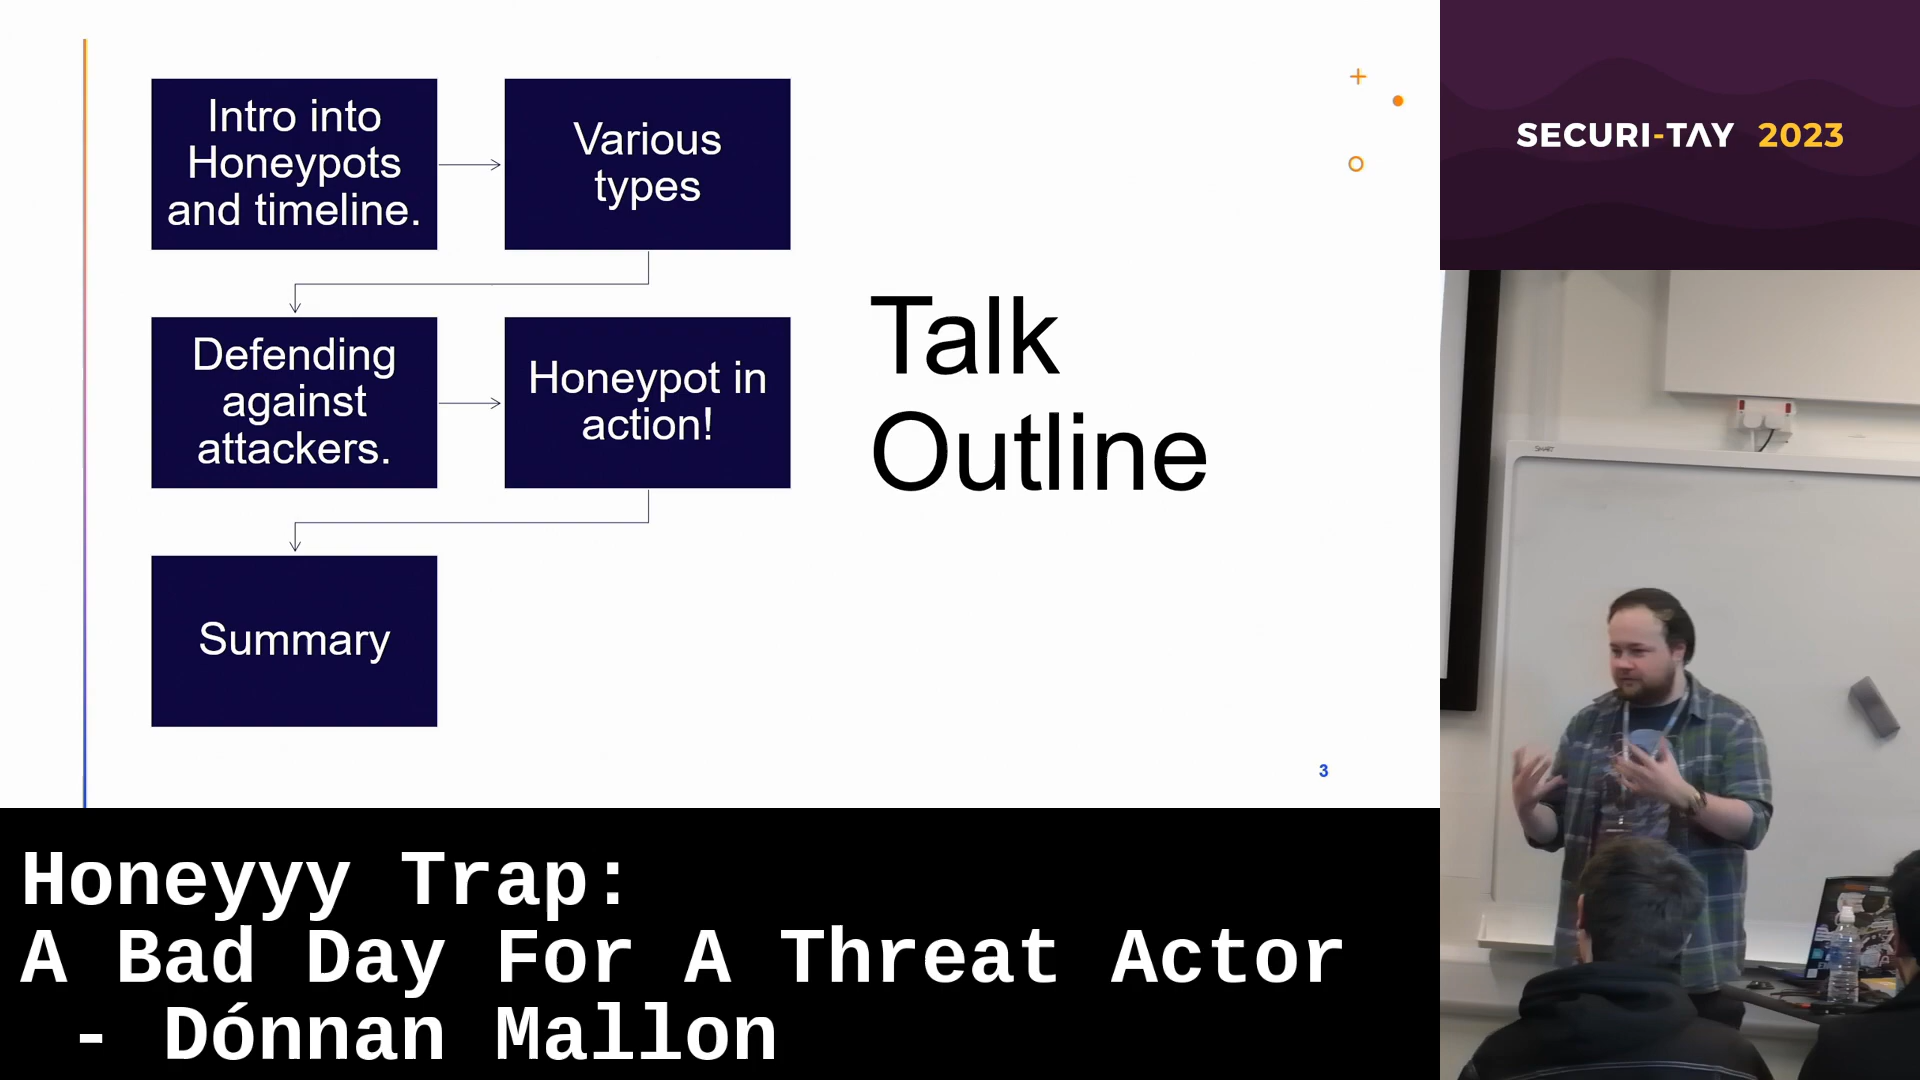 Intro into
Honeypots
and timeline.
Various
types
Defending
against
attackers.
Honeypot in
action!
Summary
Talk
Outline
3
SECURI-TAY 2023
SMART
Honeyyy Trap:
A Bad Day For A Threat Actor
- Dónnan Mallon